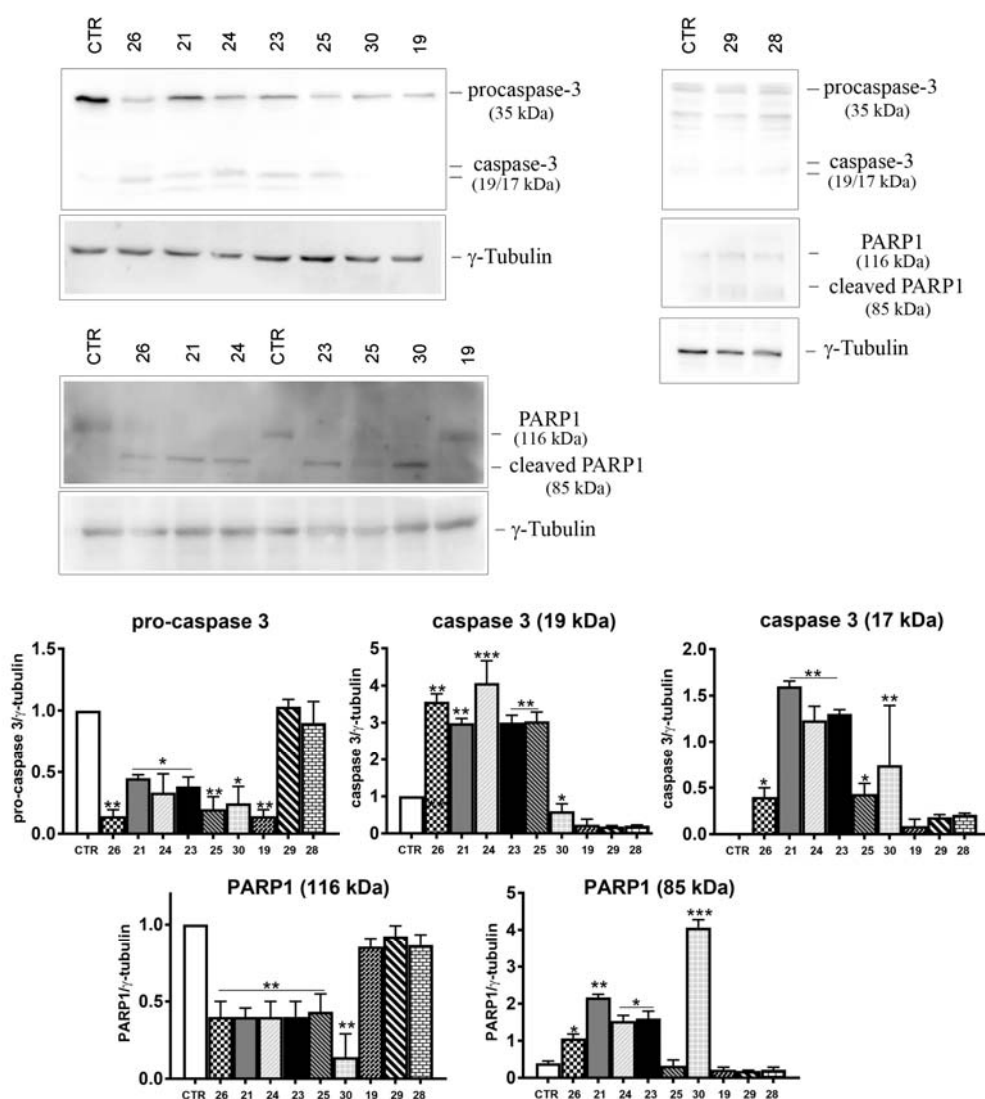 CTR 26 21 24 23 25 30 19
procaspase-3
(35 kDa)
caspase-3
(19/17 kDa)
γ-Tubulin
CTR 29 28
procaspase-3
(35 kDa)
caspase-3
(19/17 kDa)
PARP1
(116 kDa)
cleaved PARP1
(85 kDa)
γ-Tubulin
CTR 26 21 24 CTR 23 25 30 19
PARP1
(116 kDa)
cleaved PARP1
(85 kDa)
γ-Tubulin
pro-caspase 3
pro-caspase 3/γ-tubulin
1.5
1.0
0.5
0.0
** * ** * **
CTR 26 21 24 23 25 30 19 29 28
caspase 3 (19 kDa)
caspase 3/γ-tubulin
5
4
3
2
1
0
** ** *** ** *
CTR 26 21 24 23 25 30 19 29 28
caspase 3 (17 kDa)
caspase 3/γ-tubulin
2.0
1.5
1.0
0.5
0.0
* ** * **
CTR 26 21 24 23 25 30 19 29 28
PARP1 (116 kDa)
PARP1/γ-tubulin
1.0
0.5
0.0
** **
CTR 26 21 24 23 25 30 19 29 28
PARP1 (85 kDa)
PARP1/γ-tubulin
5
4
2
1
0
* ** * ***
CTR 26 21 24 23 25 30 19 29 28